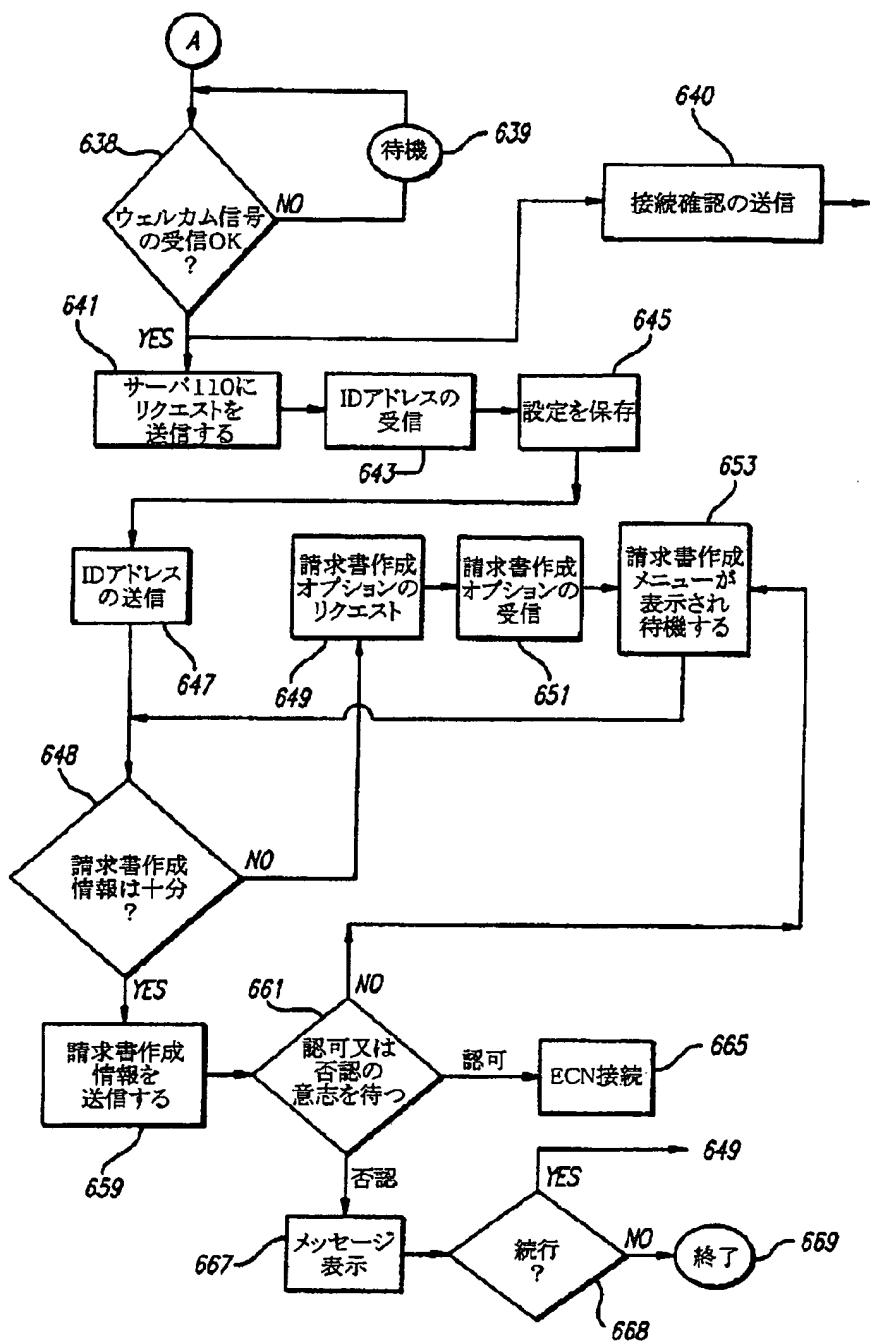 A
638
待機
639
640
ウェルカム信号
の受信OK
?
NO
接続確認の送信
641
YES
645
サーバ110に
リクエストを
送信する
IDアドレスの
受信
設定を保存
643
653
IDアドレス
の送信
請求書作成
オプションの
リクエスト
請求書作成
オプションの
受信
請求書作成
メニューが
表示され
待機する
647
649
651
648
請求書作成
情報は十分
?
NO
YES
661
NO
請求書作成
情報を
送信する
認可又は
否認の
意志を待つ
認可
ECN接続
665
659
否認
649
YES
667
メッセージ
表示
続行
?
NO
終了
669
668